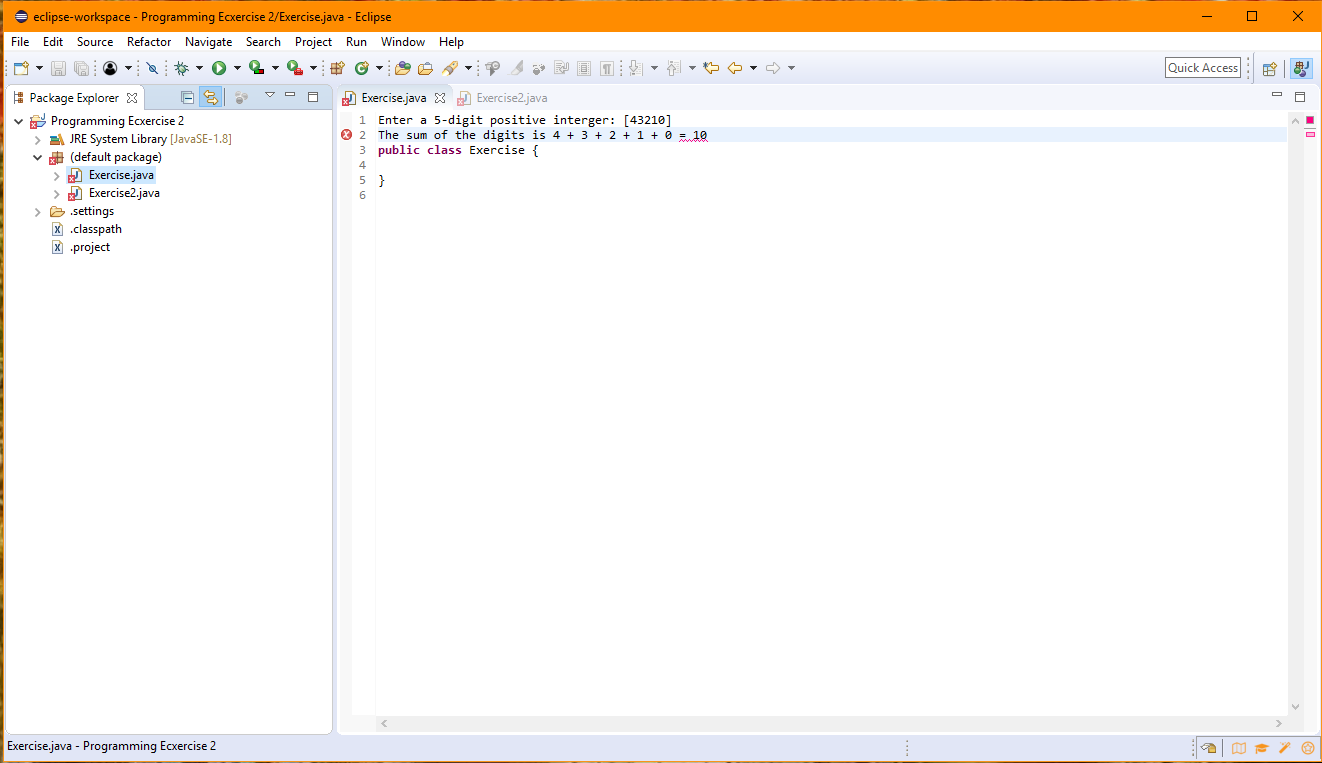 eclipse-workspace - Programming Ecxercise 2/Exercise.java - Eclipse
File Edit Source Refactor Navigate Search Project Run Window Help
Quick Access
Package Explorer
Programming Ecxercise 2
JRE System Library [JavaSE-1.8]
(default package)
Exercise.java
Exercise2.java
.settings
.classpath
.project
Exercise.java Exercise2.java
1 Enter a 5-digit positive interger: [43210]
2 The sum of the digits is 4 + 3 + 2 + 1 + 0 = 10
3 public class Exercise {
4
5 }
6
Exercise.java - Programming Ecxercise 2